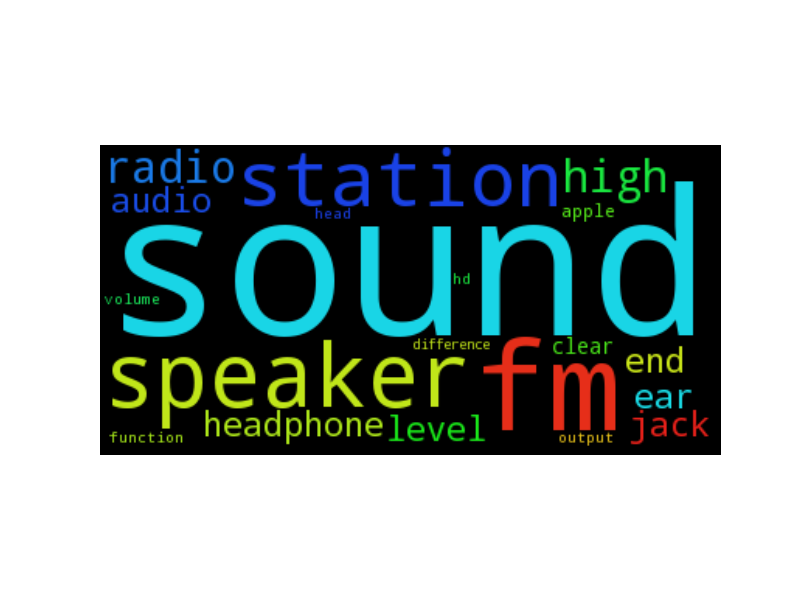 radio station high
audio head apple
sound
hd
volume
difference clear
speaker fm end
ear
headphone level jack
function output